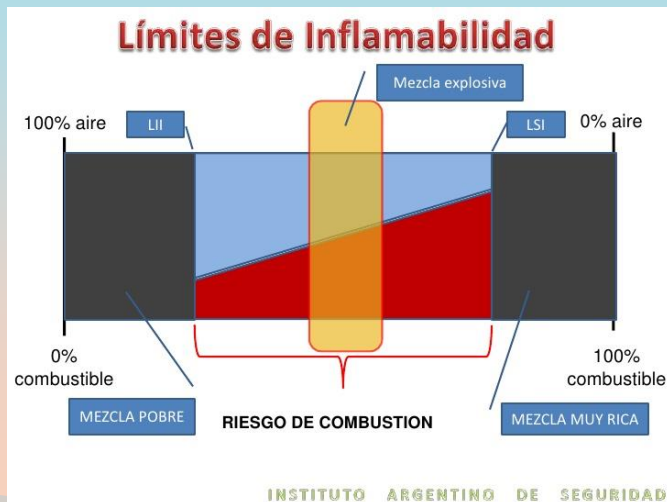 Límites de Inflamabilidad
Mezcla explosiva
100% aire
LII
LSI
0% aire
0%
combustible
100%
combustible
MEZCLA POBRE
RIESGO DE COMBUSTION
MEZCLA MUY RICA
INSTITUTO ARGENTINO DE SEGURIDAD